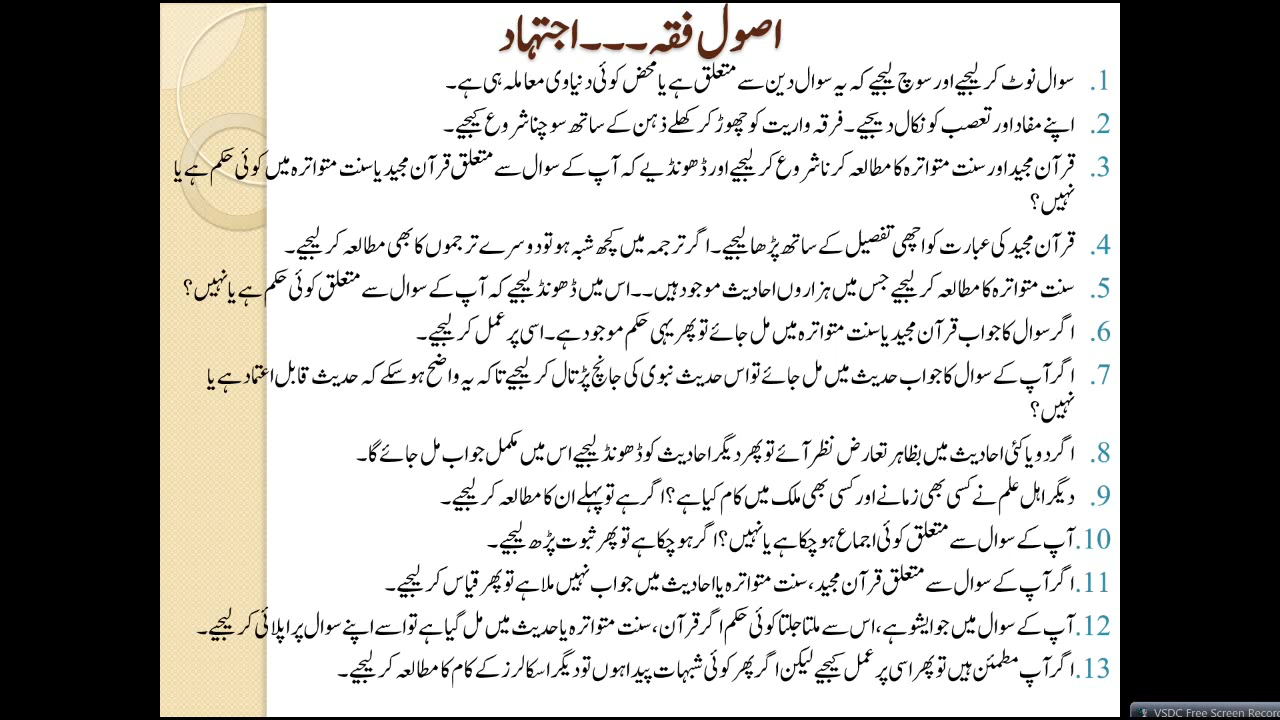 اصول فقہ۔۔۔اجتہاد
1. سوال نوٹ کر لیجیے اور سوچ لیجیے کہ یہ سوال دین سے متعلق ہے یا محض کوئی دنیاوی معاملہ ہی ہے۔
2. اپنے مفاد اور تعصب کو نکال دیجیے۔ فرقہ واریت کو چھوڑ کر کھلے ذہن کے ساتھ سوچنا شروع کیجیے۔
3. قرآن مجید اور سنت متواترہ کا مطالعہ کرنا شروع کر لیجیے اور ڈھونڈیے کہ آپ کے سوال سے متعلق قرآن مجید یا سنت متواترہ میں کوئی حکم ہے یا
نہیں؟
4. قرآن مجید کی عبارت کو اچھی تفصیل کے ساتھ پڑھا لیجیے۔ اگر ترجمہ میں کچھ شبہ ہو تو دوسرے ترجموں کا بھی مطالعہ کر لیجیے۔
5. سنت متواترہ کا مطالعہ کر لیجیے جس میں ہزاروں احادیث موجود ہیں۔۔ اس میں ڈھونڈ لیجیے کہ آپ کے سوال سے متعلق کوئی حکم ہے یا نہیں؟
6. اگر سوال کا جواب قرآن مجید یا سنت متواترہ میں مل جائے تو پھر یہی حکم موجود ہے۔ اسی پر عمل کر لیجیے۔
7. اگر آپ کے سوال کا جواب حدیث میں مل جائے تو اس حدیث نبوی کی جانچ پڑتال کر لیجیے تاکہ یہ واضح ہو سکے کہ حدیث قابل اعتماد ہے یا
نہیں؟
8. اگر دو یا کئی احادیث میں بظاہر تعارض نظر آئے تو پھر دیگر احادیث کو ڈھونڈ لیجیے اس میں مکمل جواب مل جائے گا۔
9. دیگر اہل علم نے کسی بھی زمانے اور کسی بھی ملک میں کام کیا ہے؟ اگر ہے تو پہلے ان کا مطالعہ کر لیجیے۔
10. آپ کے سوال سے متعلق کوئی اجماع ہو چکا ہے یا نہیں؟ اگر ہو چکا ہے تو پھر ثبوت پڑھ لیجیے۔
11. اگر آپ کے سوال سے متعلق قرآن مجید، سنت متواترہ یا احادیث میں جواب نہیں ملا ہے تو پھر قیاس کر لیجیے۔
12. آپ کے سوال میں جو ایشو ہے، اس سے ملتا جلتا کوئی حکم اگر قرآن، سنت متواترہ یا حدیث میں مل گیا ہے تو اسے اپنے سوال پر اپلائی کر لیجیے۔
13. اگر آپ مطمئن ہیں تو پھر اسی پر عمل کیجیے لیکن اگر پھر کوئی شبہات پیدا ہوں تو دیگر اسکالرز کے کام کا مطالعہ کر لیجیے۔
VSDC Free Screen Recor